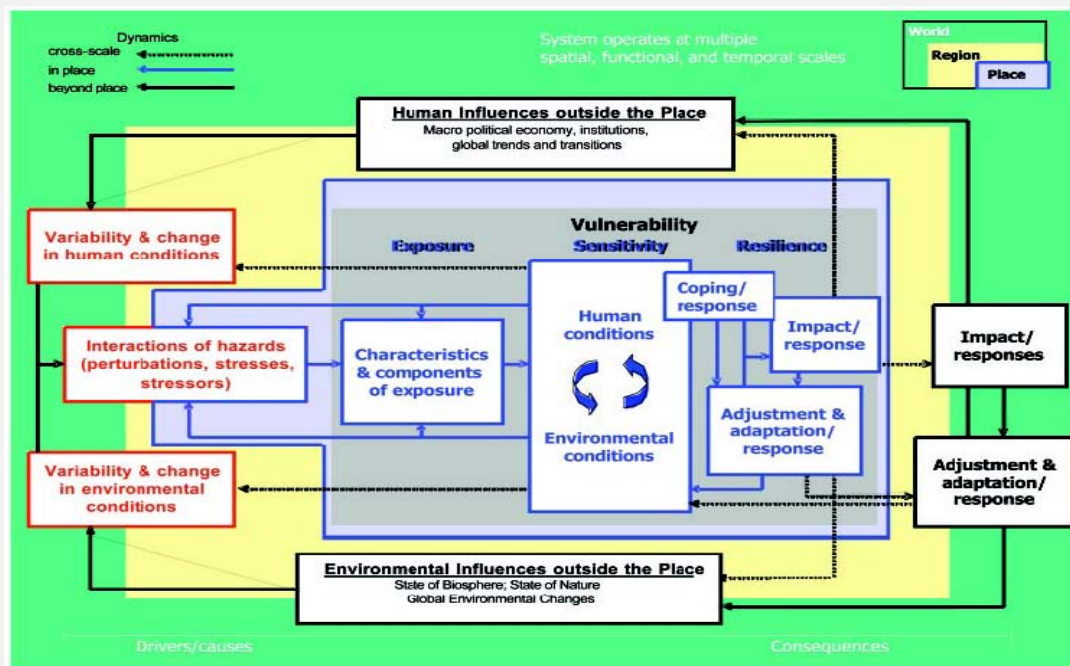 Dynamics
cross-scale
in place
beyond place
System operates at multiple
spatial, functional, and temporal scales
World
Region
Place
Human Influences outside the Place
Macro political economy, institutions,
global trends and transitions
Variability & change
in human conditions
Vulnerability
Exposure
Sensitivity
Resilience
Coping/
response
Human
conditions
Impact/
response
Interactions of hazards
(perturbations, stresses,
stressors)
Characteristics
& components
of exposure
Impact/
responses
Environmental
conditions
Adjustment &
adaptation/
response
Variability & change
in environmental
conditions
Adjustment &
adaptation/
response
Environmental Influences outside the Place
State of Biosphere; State of Nature
Global Environmental Changes
Drivers/causes
Consequences